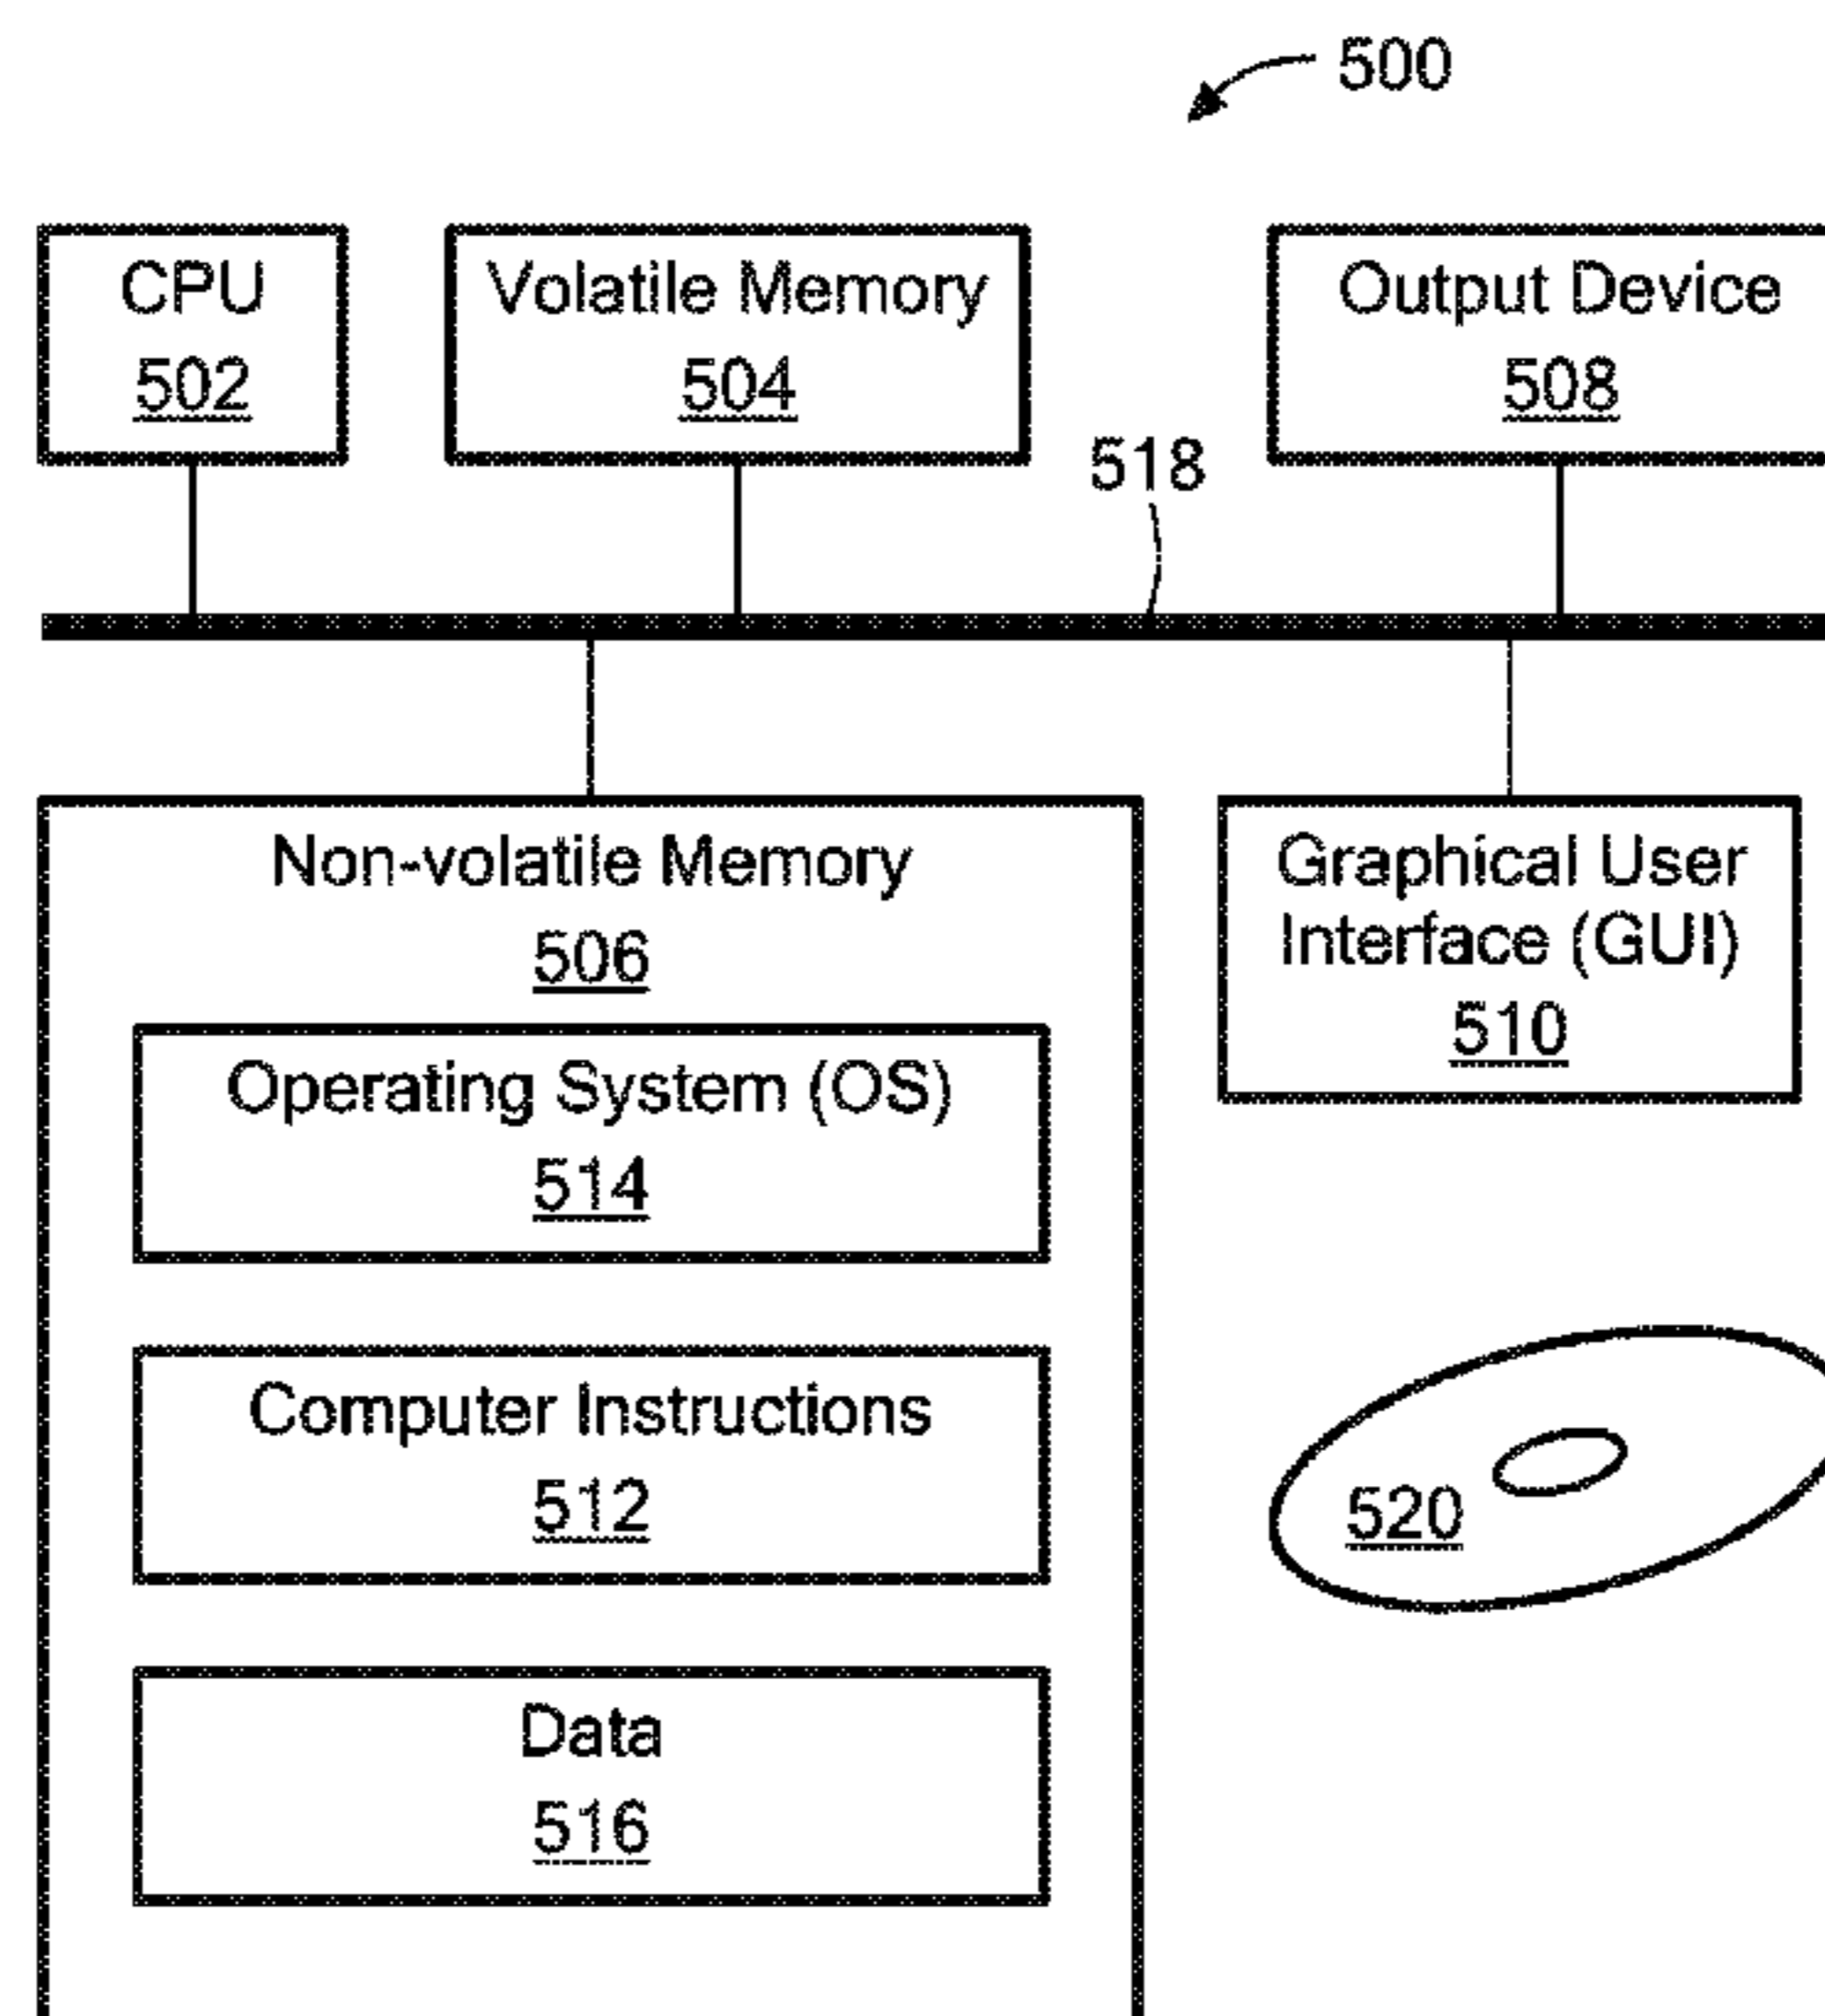 500
CPU
502
Volatile Memory
504
Output Device
508
518
Non-volatile Memory
506
Graphical User
Interface (GUI)
510
Operating System (OS)
514
Computer Instructions
512
520
Data
516